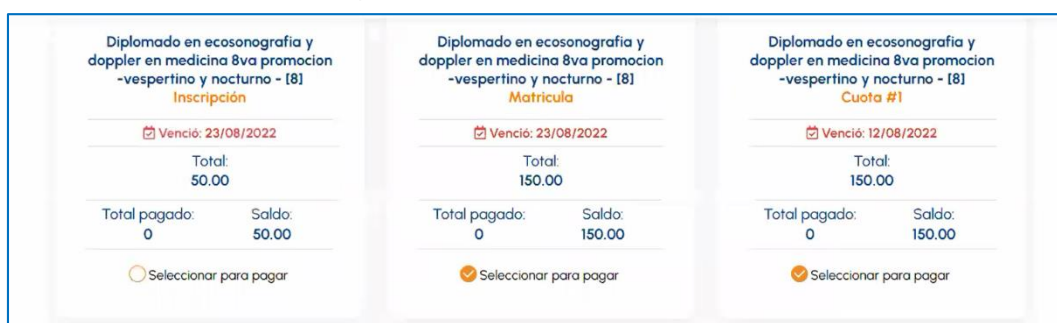 Diplomado en ecosonografia y
doppler en medicina 8va promocion
-vespertino y nocturno - [8]
Inscripción
Venció: 23/08/2022
Total:
50.00
Total pagado: Saldo:
0 50.00
Seleccionar para pagar
Diplomado en ecosonografia y
doppler en medicina 8va promocion
-vespertino y nocturno - [8]
Matricula
Venció: 23/08/2022
Total:
150.00
Total pagado: Saldo:
0 150.00
Seleccionar para pagar
Diplomado en ecosonografia y
doppler en medicina 8va promocion
-vespertino y nocturno - [8]
Cuota #1
Venció: 12/08/2022
Total:
150.00
Total pagado: Saldo:
0 150.00
Seleccionar para pagar